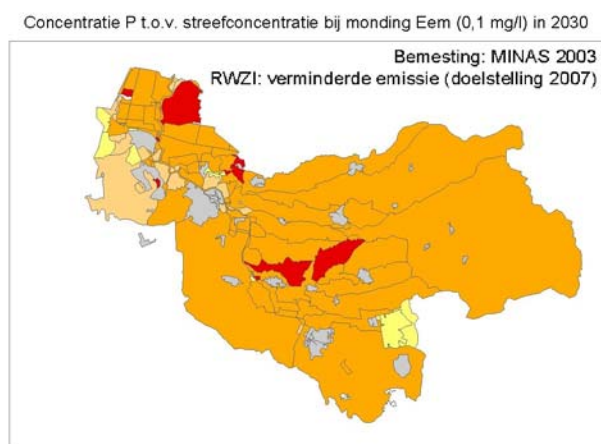 Concentratie P t.o.v. streefconcentratie bij monding Eem (0,1 mg/l) in 2030
Bemesting: MINAS 2003
RWZI: verminderde emissie (doelstelling 2007)